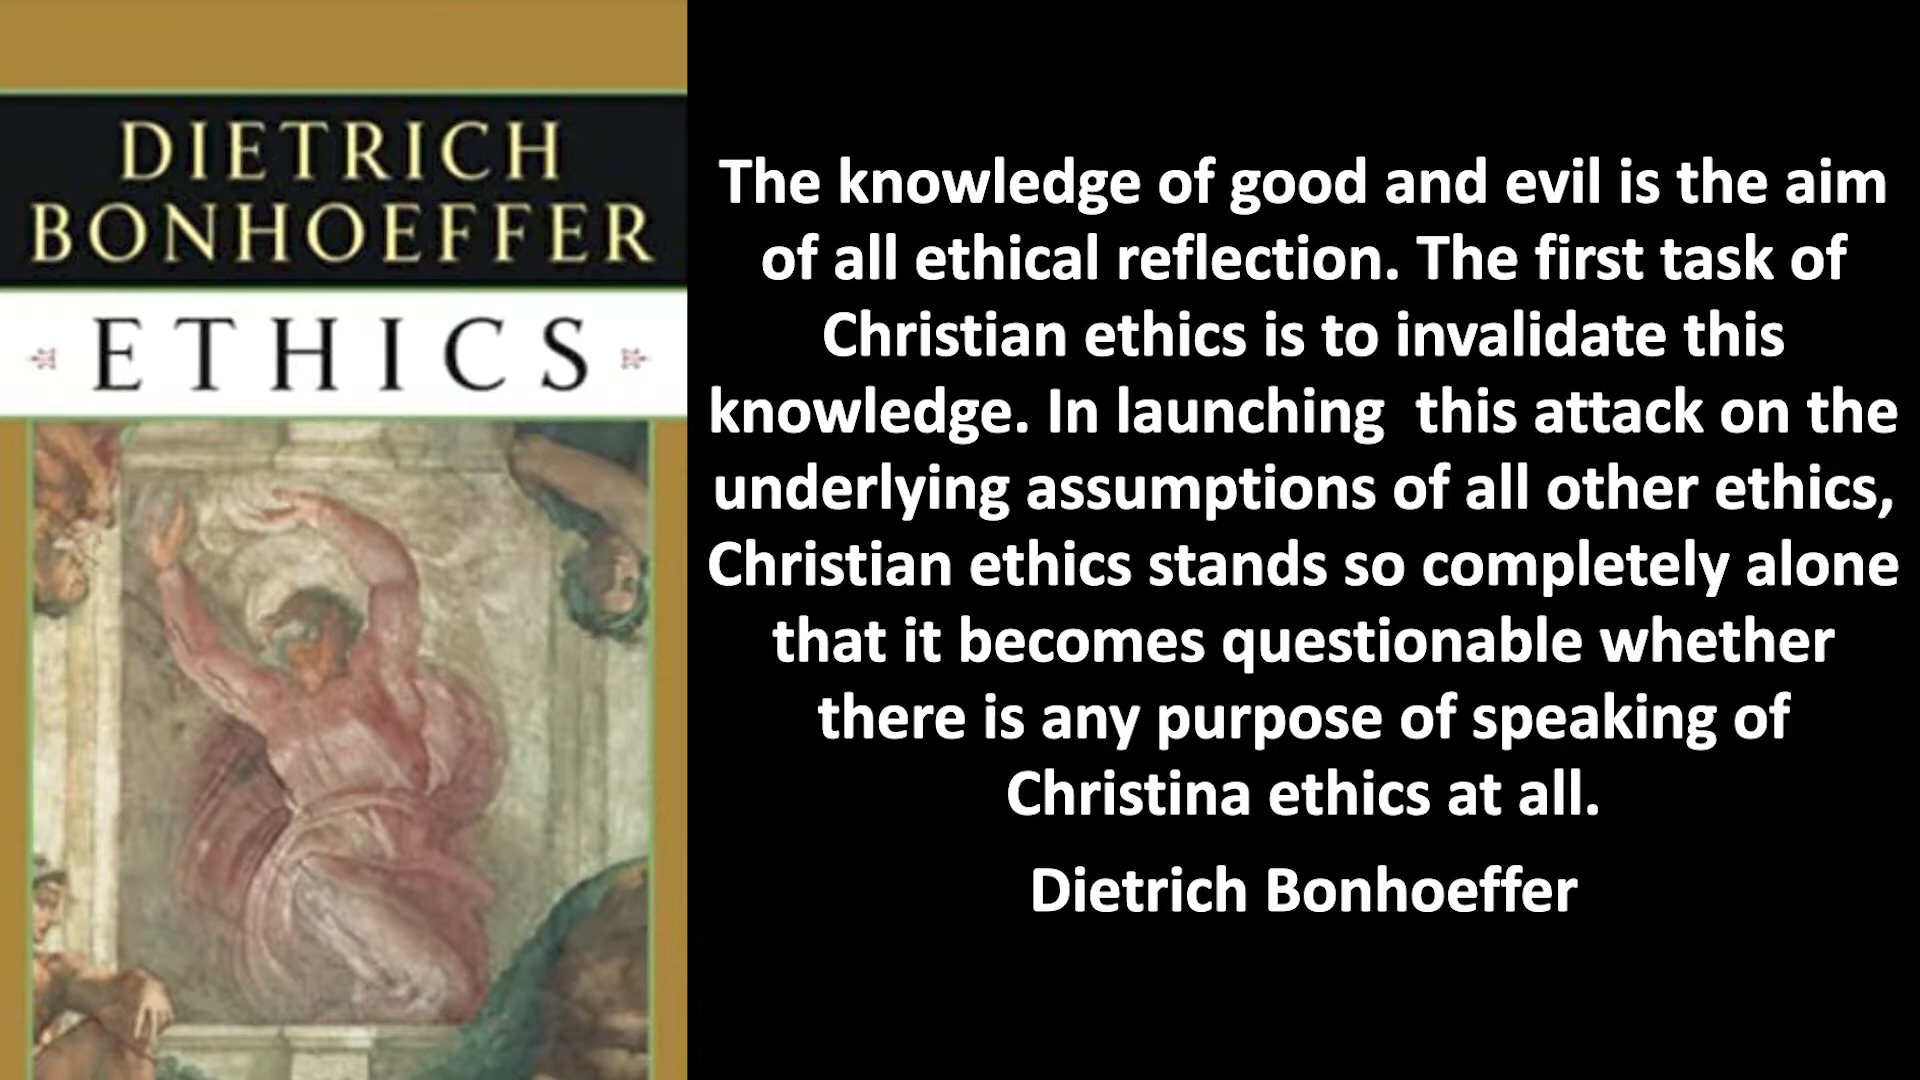 DIETRICH
BONHOEFFER
ETHICS
The knowledge of good and evil is the aim
of all ethical reflection. The first task of
Christian ethics is to invalidate this
knowledge. In launching  this attack on the
underlying assumptions of all other ethics,
Christian ethics stands so completely alone
that it becomes questionable whether
there is any purpose of speaking of
Christina ethics at all.
Dietrich Bonhoeffer